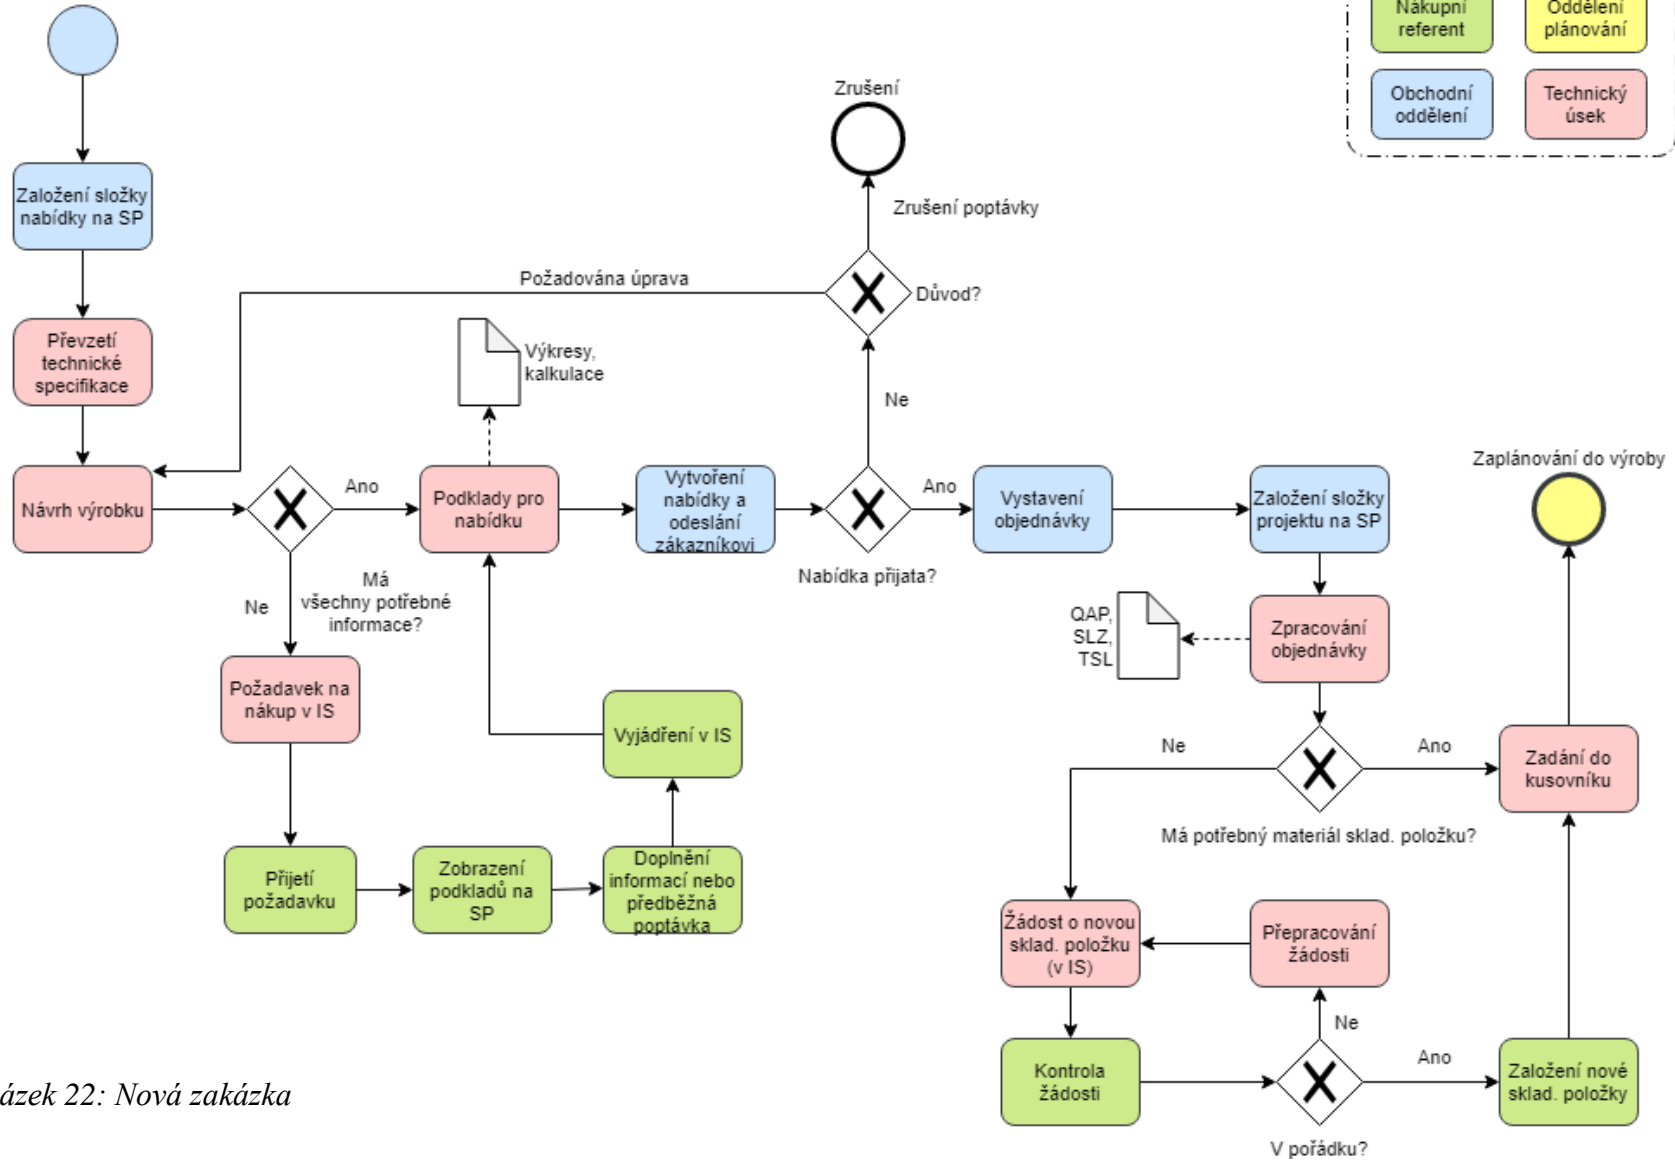 Nákupní
referent
Oddělení
plánování
Obchodní
oddělení
Technický
úsek
Zrušení
Zrušení poptávky
Založení složky
nabídky na SP
Požadována úprava
Důvod?
Převzetí
technické
specifikace
Výkresy,
kalkulace
Ne
Zaplánování do výroby
Návrh výrobku
Ano
Podklady pro
nabídku
Vytvoření
nabídky a
odeslání
zákazníkovi
Ano
Vystavení
objednávky
Založení složky
projektu na SP
Nabídka přijata?
Má
všechny potřebné
informace?
Ne
QAP,
SLZ,
TSL
Zpracování
objednávky
Požadavek na
nákup v IS
Vyjádření v IS
Ne
Ano
Zadání do
kusovníku
Má potřebný materiál sklad. položku?
Přijetí
požadavku
Zobrazení
podkladů na
SP
Doplnění
informací nebo
předběžná
poptávka
Žádost o novou
sklad. položku
(v IS)
Přepracování
žádosti
Ne
Kontrola
žádosti
Ano
Založení nové
sklad. položky
V pořádku?
ázek 22: Nová zakázka